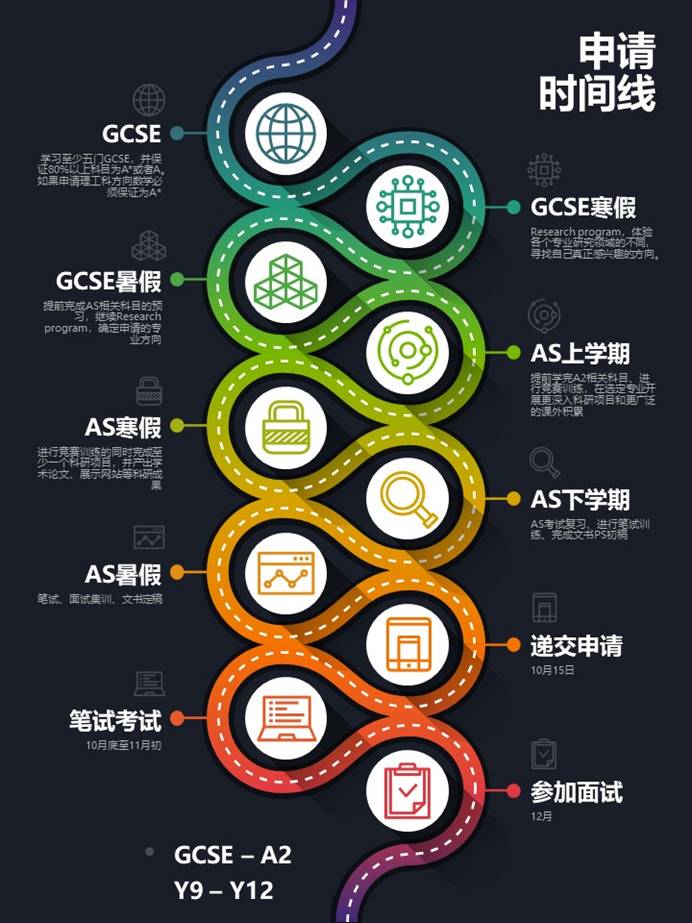 申请
时间线
GCSE
学习至少五门GCSE，并保
证80%以上科目为A*或者A。
如果申请理工科方向数学必
须保证为A*
GCSE寒假
Research program，体验
各个专业研究领域的不同，
寻找自己真正感兴趣的方向。
GCSE暑假
提前完成AS相关科目的预
习，继续Research
program，确定申请的专
业方向
AS上学期
提前学完A2相关科目、进
行竞赛训练，在选定专业开
展更深入科研项目和更广泛
的课外积累
AS寒假
进行竞赛训练的同时完成至
少一个科研项目，并产出学
术论文、展示网站等科研成
果
AS下学期
AS考试复习、进行笔试训
练、完成文书PS初稿
AS暑假
笔试、面试集训、文书定稿
递交申请
10月15日
笔试考试
10月底至11月初
参加面试
12月
GCSE – A2
Y9 – Y12